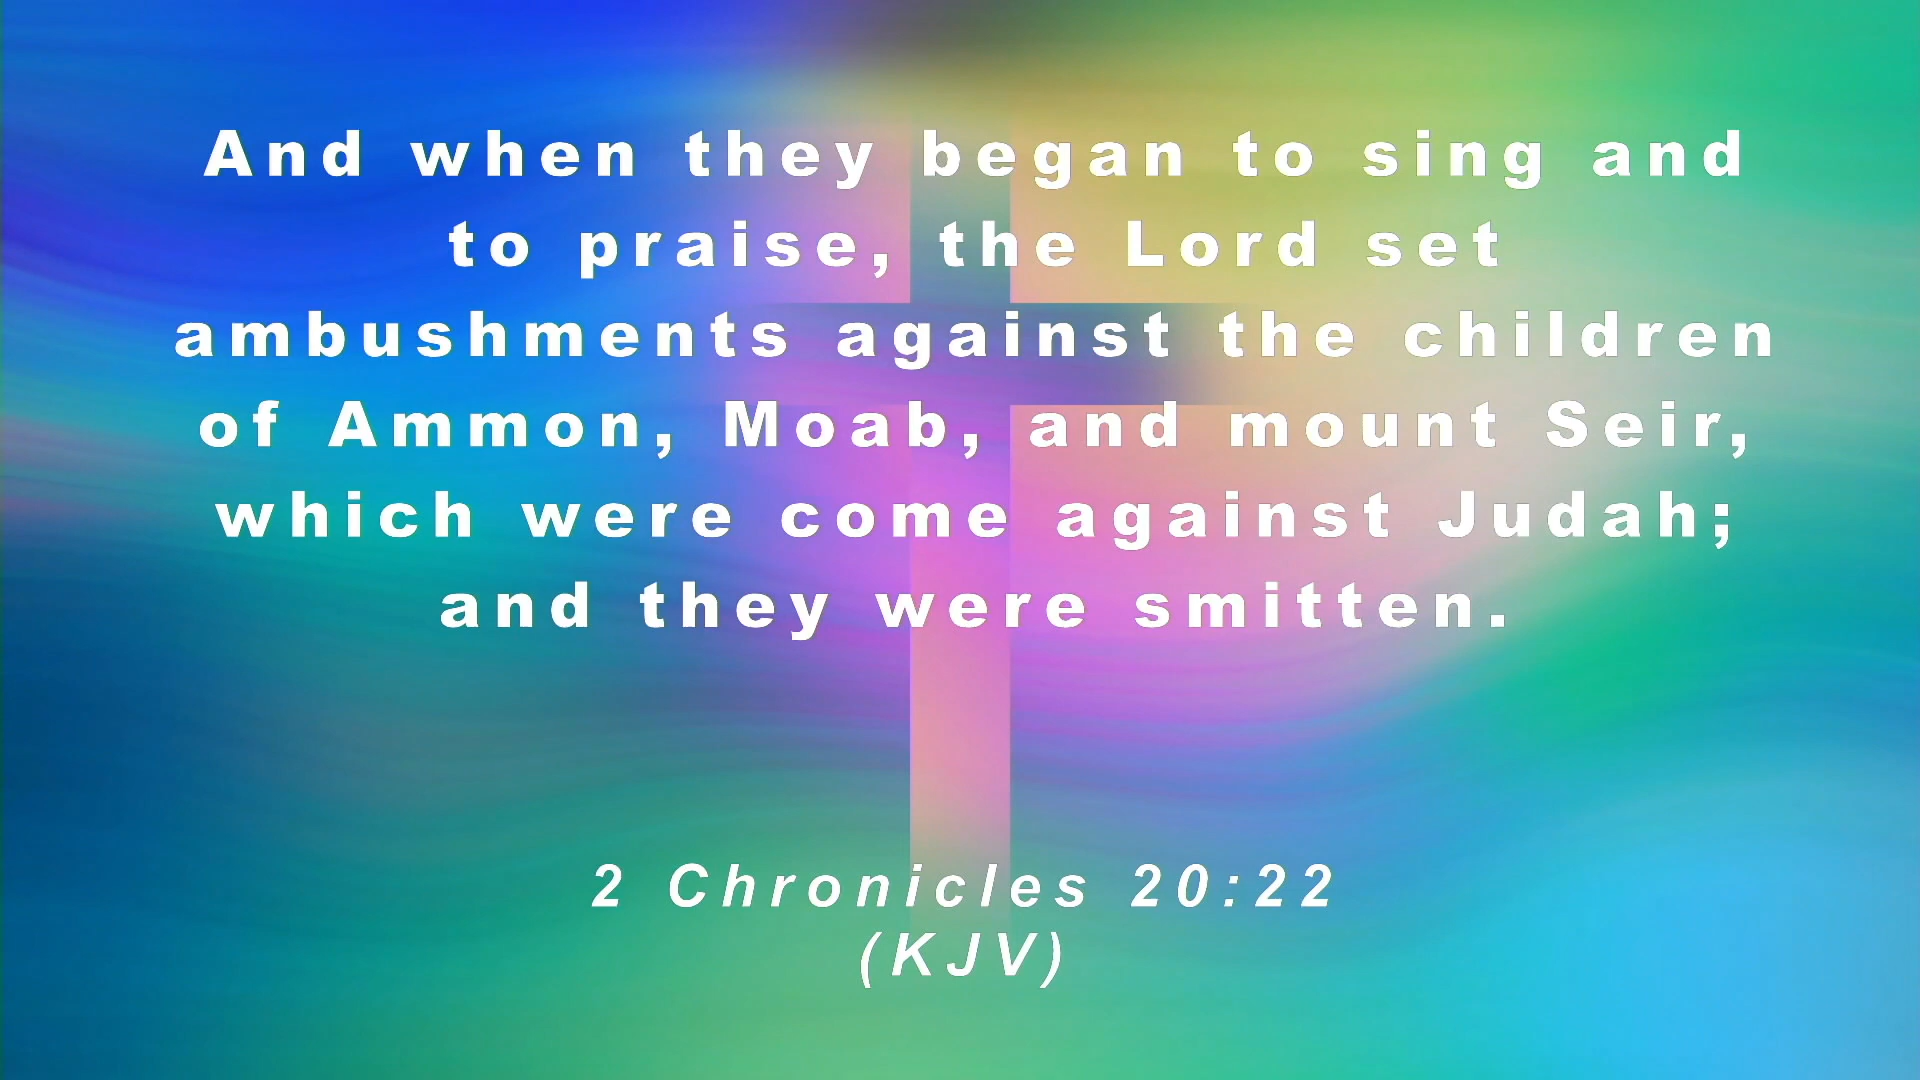 And when they began to sing and
to praise, the Lord set
ambushments against the children
of Ammon, Moab, and mount Seir,
which were come against Judah;
and they were smitten.
2 Chronicles 20:22
(KJV)